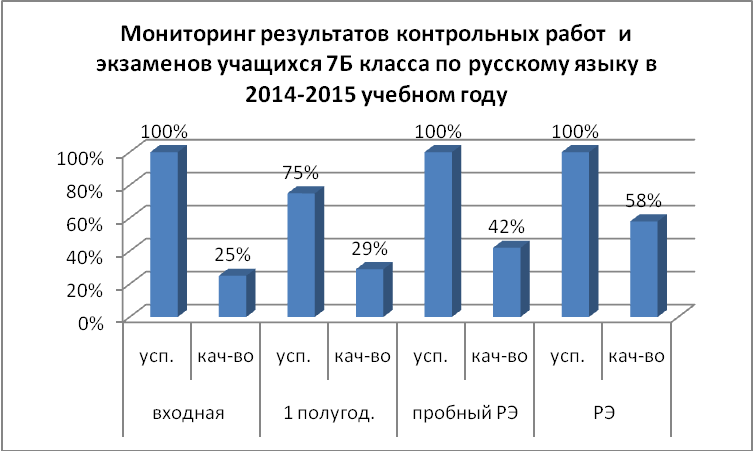 Мониторинг результатов контрольных работ и
экзаменов учащихся 7Б класса по русскому языку в
2014-2015 учебном году
100% 100% 100%
75%
58%
42%
25% 29%
100%
80%
60%
40%
20%
0%
усп. кач-во усп. кач-во усп. кач-во усп. кач-во
входная 1 полугод. пробный РЭ РЭ